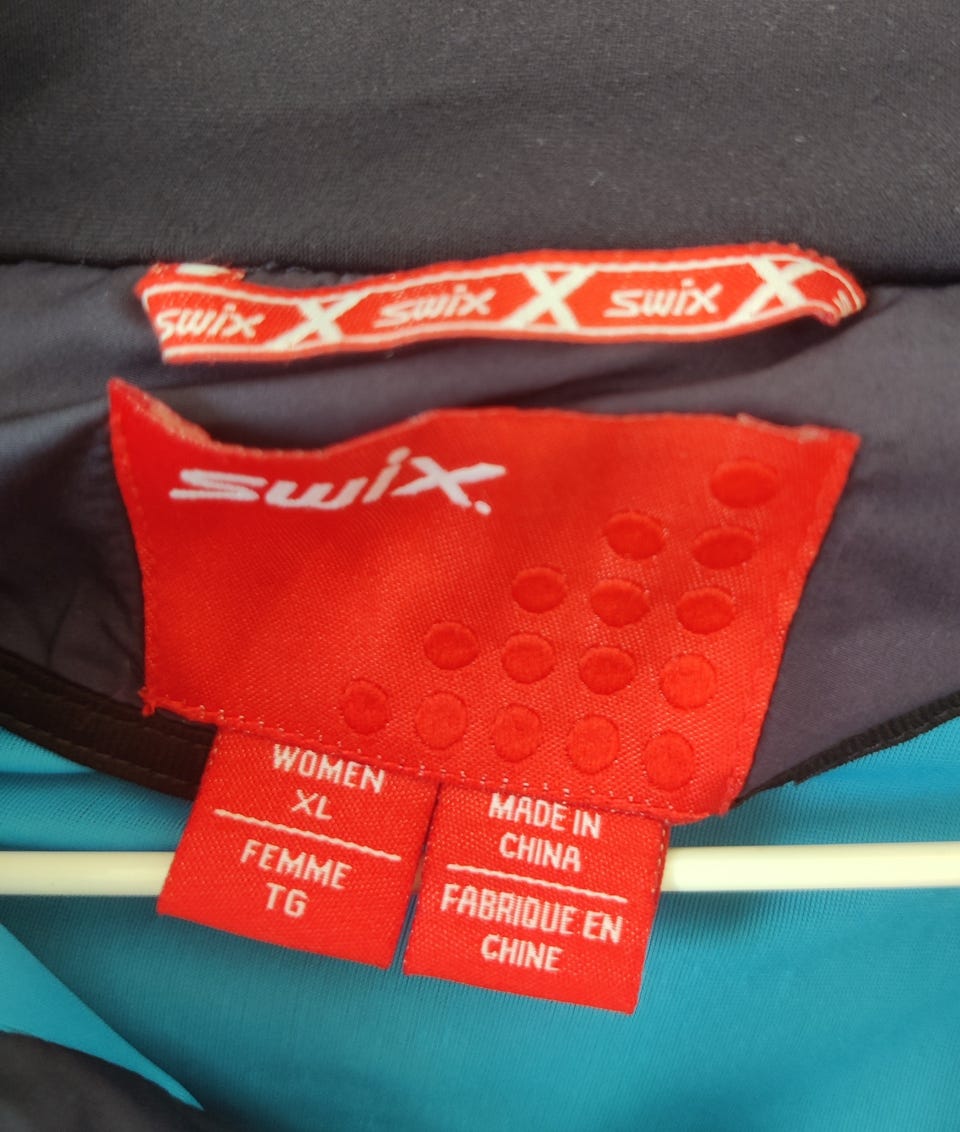 swix swix swix
swix.
WOMEN
XL
FEMME
TG
MADE IN
CHINA
FABRIQUE EN
CHINE